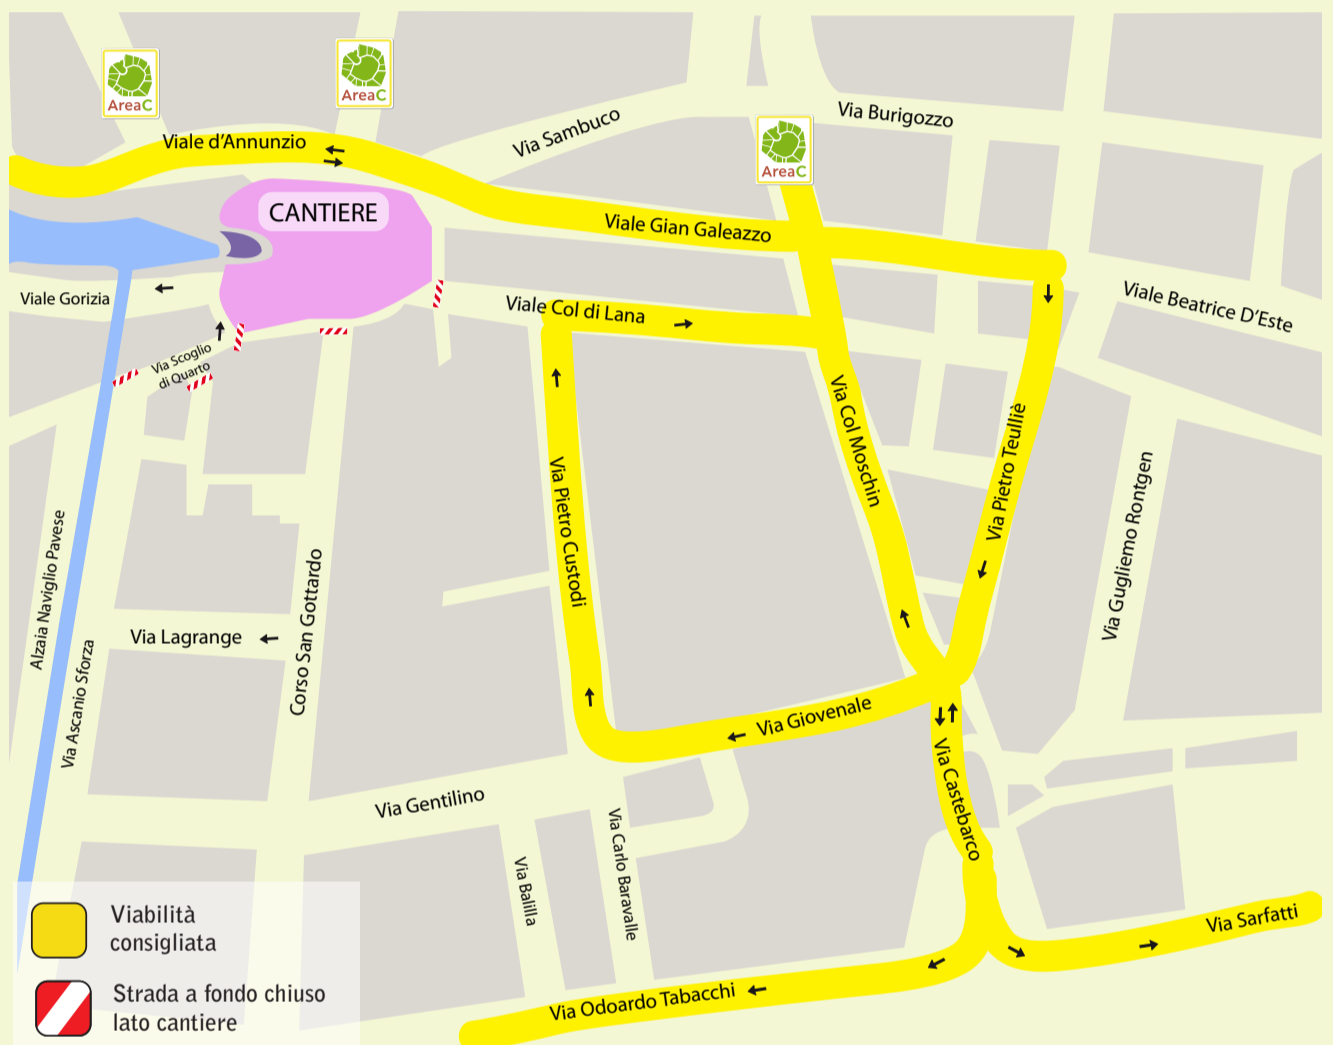 AreaC
AreaC
Via Sambuco
Via Burigozzo
Viale d'Annunzio
AreaC
CANTIERE
Viale Gian Galeazzo
Viale Gorizia
Viale Col di Lana
Viale Beatrice D'Este
Via Scoglio
di Quarto
Via Col Moschin
Via Pietro Teulliè
Via Pietro Custodi
Via Gugliemo Rontgen
Alzaia Naviglio Pavese
Via Lagrange
Corso San Gottardo
Via Ascanio Sforza
Via Giovenale
Via Castebarco
Via Gentilino
Via Carlo Baravalle
Via Balilla
Via Sarfatti
Via Odoardo Tabacchi
Viabilità
consigliata
Strada a fondo chiuso
lato cantiere